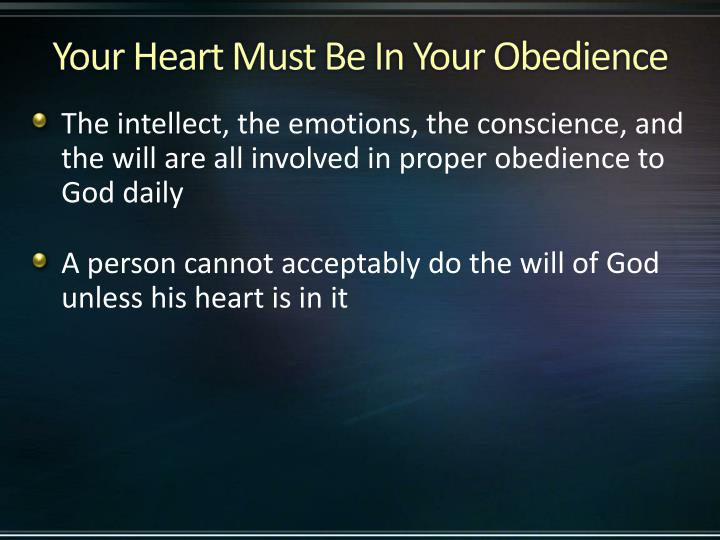 Your Heart Must Be In Your Obedience
The intellect, the emotions, the conscience, and
the will are all involved in proper obedience to
God daily
A person cannot acceptably do the will of God
unless his heart is in it